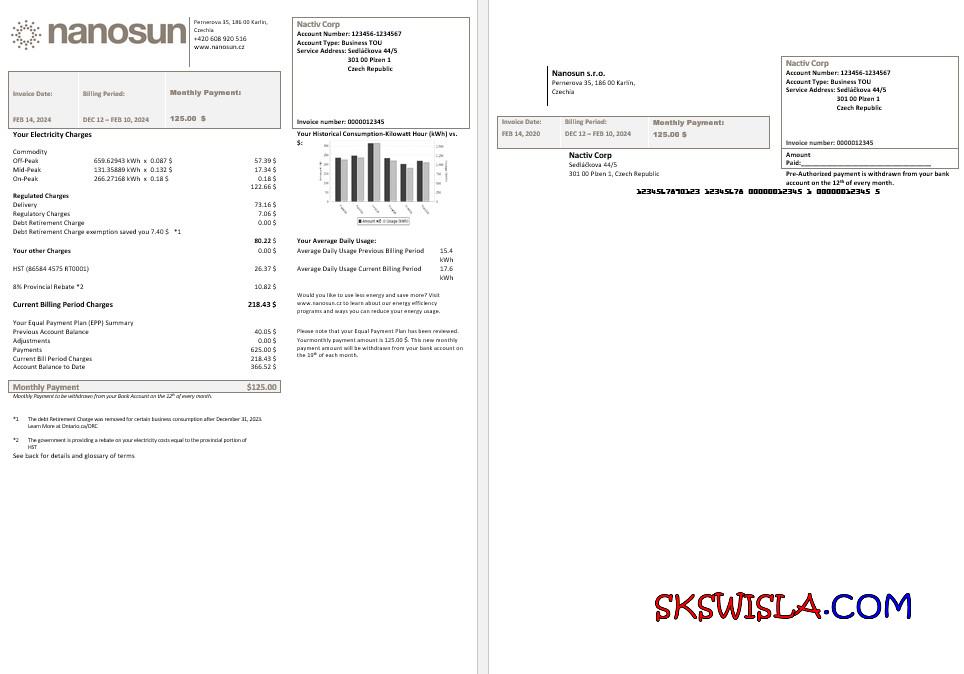 nanosun
Pernerova 35, 186 00 Karlín,
Czechia
+420 608 920 516
www.nanosun.cz
Invoice Date:
Billing Period:
Monthly Payment:
FEB 14, 2024
DEC 12 – FEB 10, 2024
125.00 $
Your Electricity Charges
Commodity
Off-Peak 659.62943 kWh x 0.087 $ 57.39 $
Mid-Peak 131.35889 kWh x 0.132 $ 17.34 $
On-Peak 266.27168 kWh x 0.18 $ 0.18 $
122.66 $
Regulated Charges
Delivery 73.16 $
Regulatory Charges 7.06 $
Debt Retirement Charge 0.00 $
Debt Retirement Charge exemption saved you 7.40 $ *1
80.22 $
Your other Charges 0.00 $
HST (86584 4575 RT0001) 26.37 $
8% Provincial Rebate *2 10.82 $
Current Billing Period Charges 218.43 $
Your Equal Payment Plan (EPP) Summary
Previous Account Balance 40.05 $
Adjustments 0.00 $
Payments 625.00 $
Current Bill Period Charges 218.43 $
Account Balance to Date 366.52 $
Monthly Payment $125.00
Monthly Payment to be withdrawn from your Bank Account on the 12th of every month.
*1 The debt Retirement Charge was removed for certain business consumption after December 31, 2023.
Learn More at Ontario.ca/DRC
*2 The government is providing a rebate on your electricity costs equal to the provincial portion of
HST
See back for details and glossary of terms
Nactiv Corp
Account Number: 123456-1234567
Account Type: Business TOU
Service Address: Sedláčkova 44/5
301 00 Plzen 1
Czech Republic
Invoice number: 0000012345
Your Historical Consumption-Kilowatt Hour (kWh) vs.
$:
Your Average Daily Usage:
Average Daily Usage Previous Billing Period 15.4
kWh
Average Daily Usage Current Billing Period 17.6
kWh
Would you like to use less energy and save more? Visit
www.nanosun.cz to learn about our energy efficiency
programs and ways you can reduce your energy usage.
Please note that your Equal Payment Plan has been reviewed.
Yourmonthly payment amount is 125.00 $. This new monthly
payment amount will be withdrawn from your bank account on
the 19th of each month.
Nanosun s.r.o.
Pernerova 35, 186 00 Karlín,
Czechia
Invoice Date:
Billing Period:
Monthly Payment:
FEB 14, 2020
DEC 12 – FEB 10, 2024
125.00 $
Nactiv Corp
Sedláčkova 44/5
301 00 Plzen 1, Czech Republic
Nactiv Corp
Account Number: 123456-1234567
Account Type: Business TOU
Service Address: Sedláčkova 44/5
301 00 Plzen 1
Czech Republic
Invoice number: 0000012345
Amount
Paid:
Pre-Authorized payment is withdrawn from your bank
account on the 12th of every month.
1234567890123 12345678 0000012345 1 0000012345 5
SKSWISLA.COM